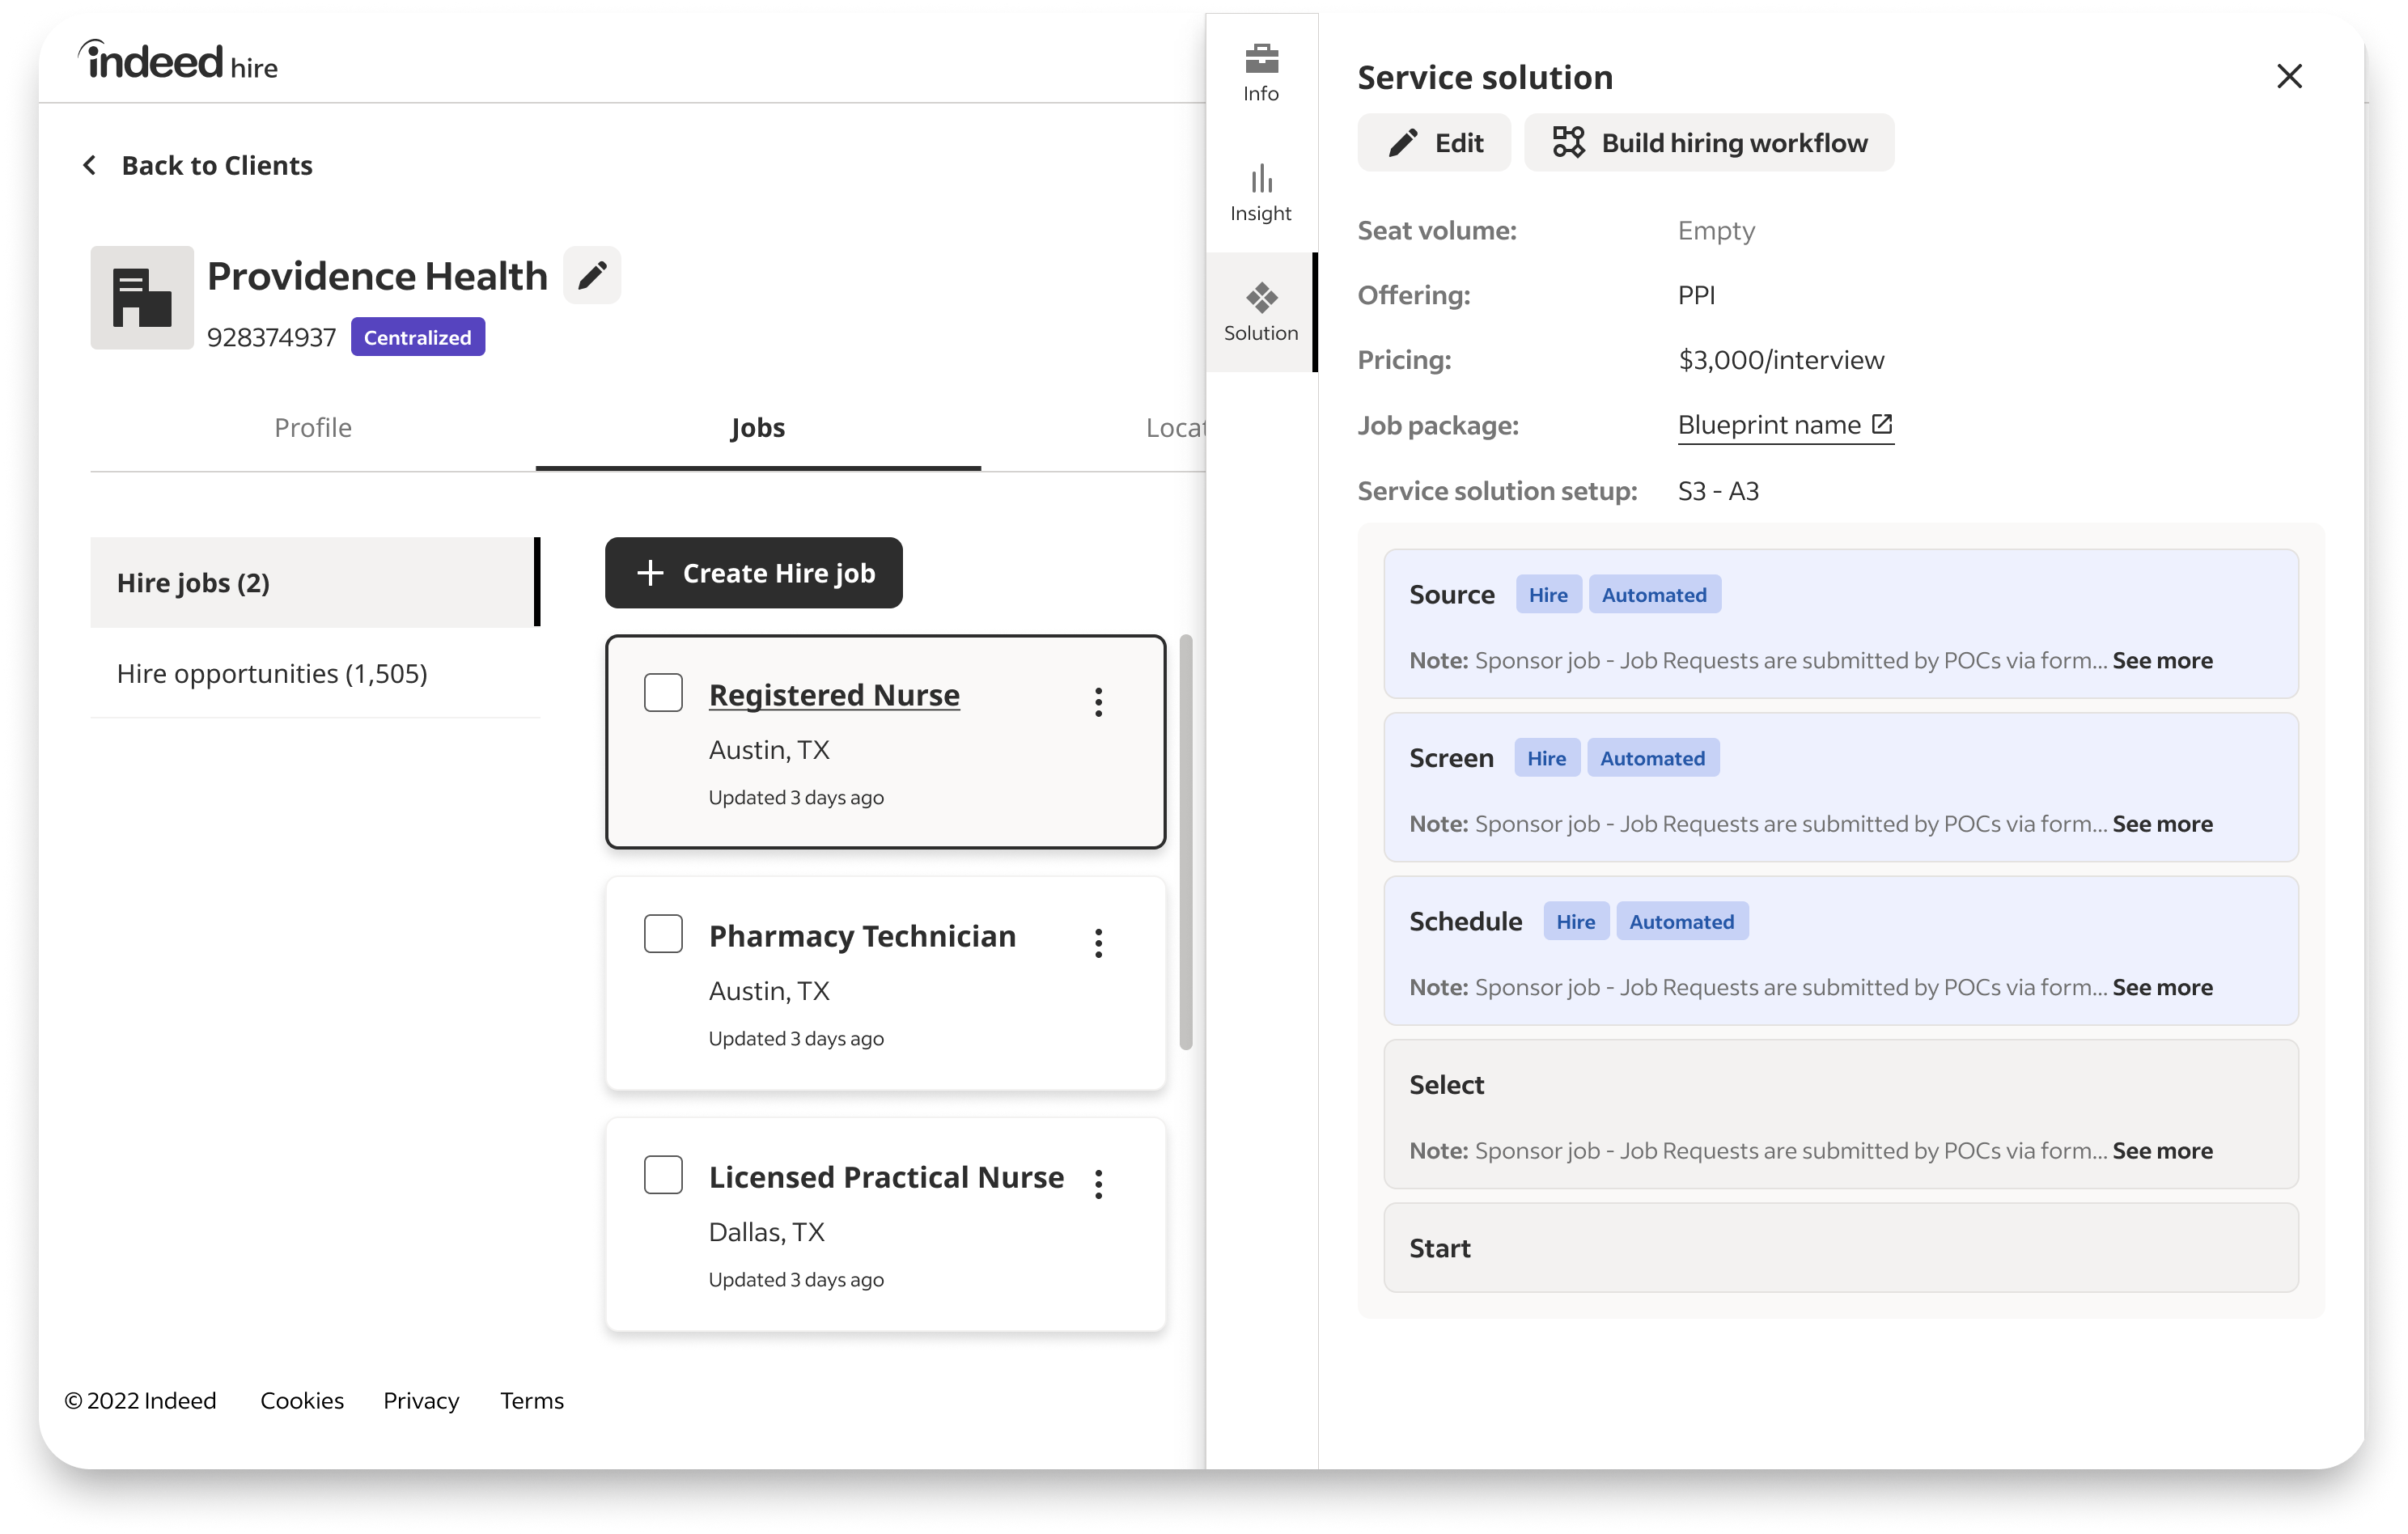 indeed hire
Back to Clients
Providence Health
928374937 Centralized
Profile Jobs Locat
Hire jobs (2)
Hire opportunities (1,505)
Create Hire job
Registered Nurse
Austin, TX
Updated 3 days ago
Pharmacy Technician
Austin, TX
Updated 3 days ago
Licensed Practical Nurse
Dallas, TX
Updated 3 days ago
© 2022 Indeed Cookies Privacy Terms
Info
Insight
Solution
Service solution
Edit Build hiring workflow
Seat volume: Empty
Offering: PPI
Pricing: $3,000/interview
Job package: Blueprint name
Service solution setup: S3 - A3
Source Hire Automated
Note: Sponsor job - Job Requests are submitted by POCs via form... See more
Screen Hire Automated
Note: Sponsor job - Job Requests are submitted by POCs via form... See more
Schedule Hire Automated
Note: Sponsor job - Job Requests are submitted by POCs via form... See more
Select
Note: Sponsor job - Job Requests are submitted by POCs via form... See more
Start